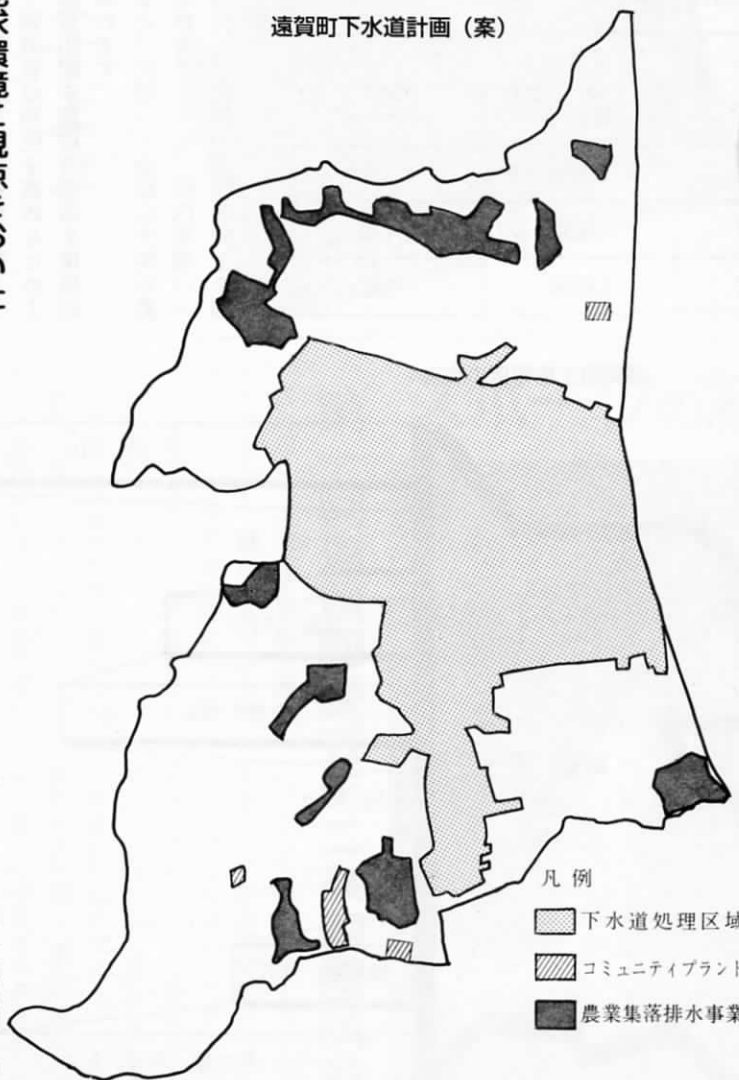 遠賀町下水道計画（案）
凡例
下水道処理区域
コミュニティプラント
農業集落排水事業